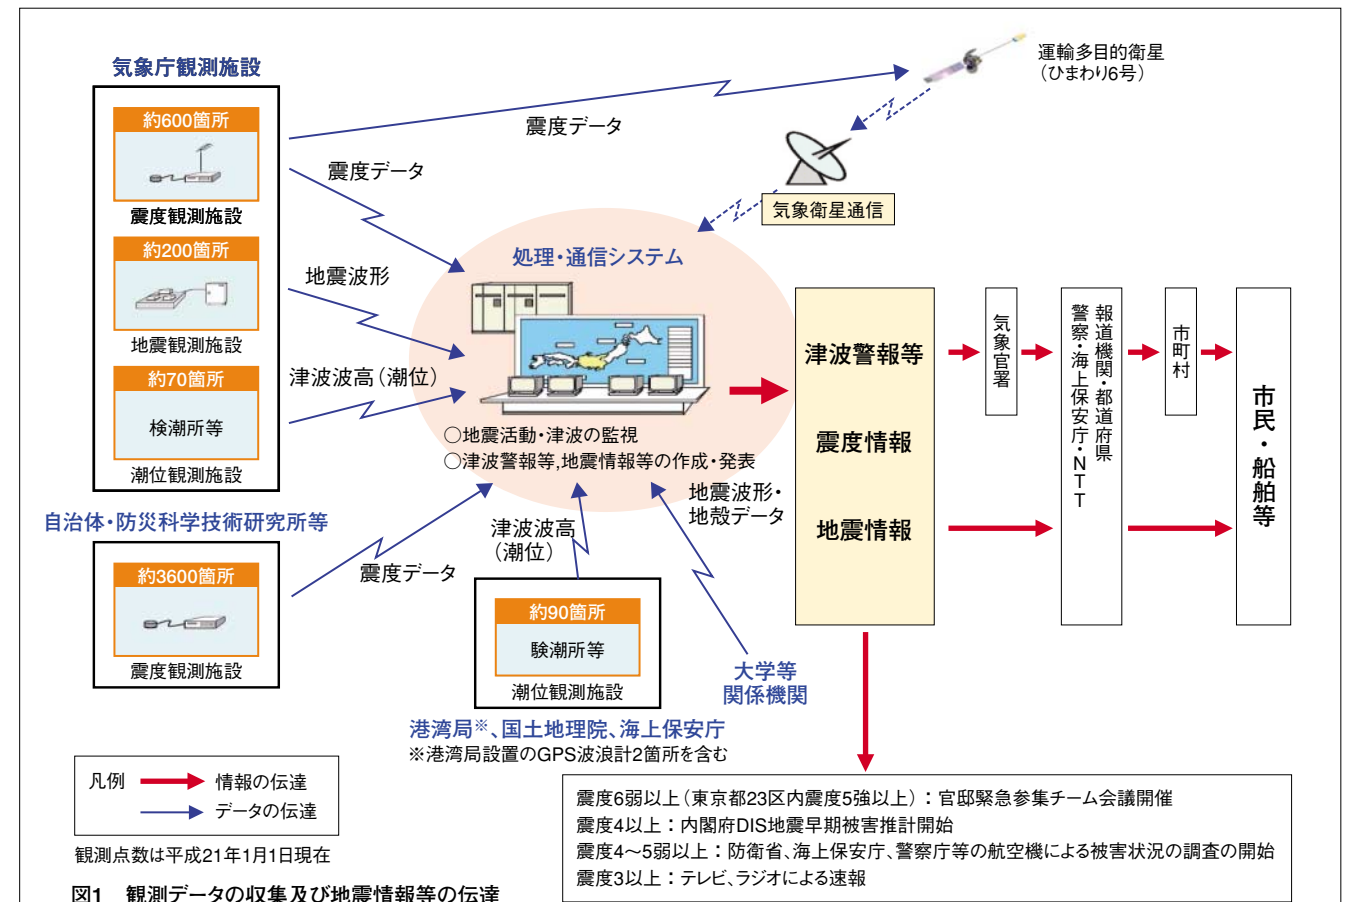 気象庁観測施設
約600箇所
震度観測施設
約200箇所
地震観測施設
約70箇所
検潮所等
潮位観測施設
自治体・防災科学技術研究所等
約3600箇所
震度観測施設
震度データ
震度データ
地震波形
津波波高（潮位）
震度データ
運輸多目的衛星
（ひまわり6号）
気象衛星通信
処理・通信システム
○地震活動・津波の監視
○津波警報等,地震情報等の作成・発表
津波波高
（潮位）
地震波形・
地殻データ
約90箇所
験潮所等
潮位観測施設
港湾局※、国土地理院、海上保安庁
※港湾局設置のGPS波浪計2箇所を含む
大学等
関係機関
津波警報等
震度情報
地震情報
気象官署
報道機関・都道府県
警察・海上保安庁・NTT
市町村
市民・船舶等
震度6弱以上（東京都23区内震度5強以上）：官邸緊急参集チーム会議開催
震度4以上：内閣府DIS地震早期被害推計開始
震度4～5弱以上：防衛省、海上保安庁、警察庁等の航空機による被害状況の調査の開始
震度3以上：テレビ、ラジオによる速報
凡例
情報の伝達
データの伝達
観測点数は平成21年1月1日現在
図1　観測データの収集及び地震情報等の伝達